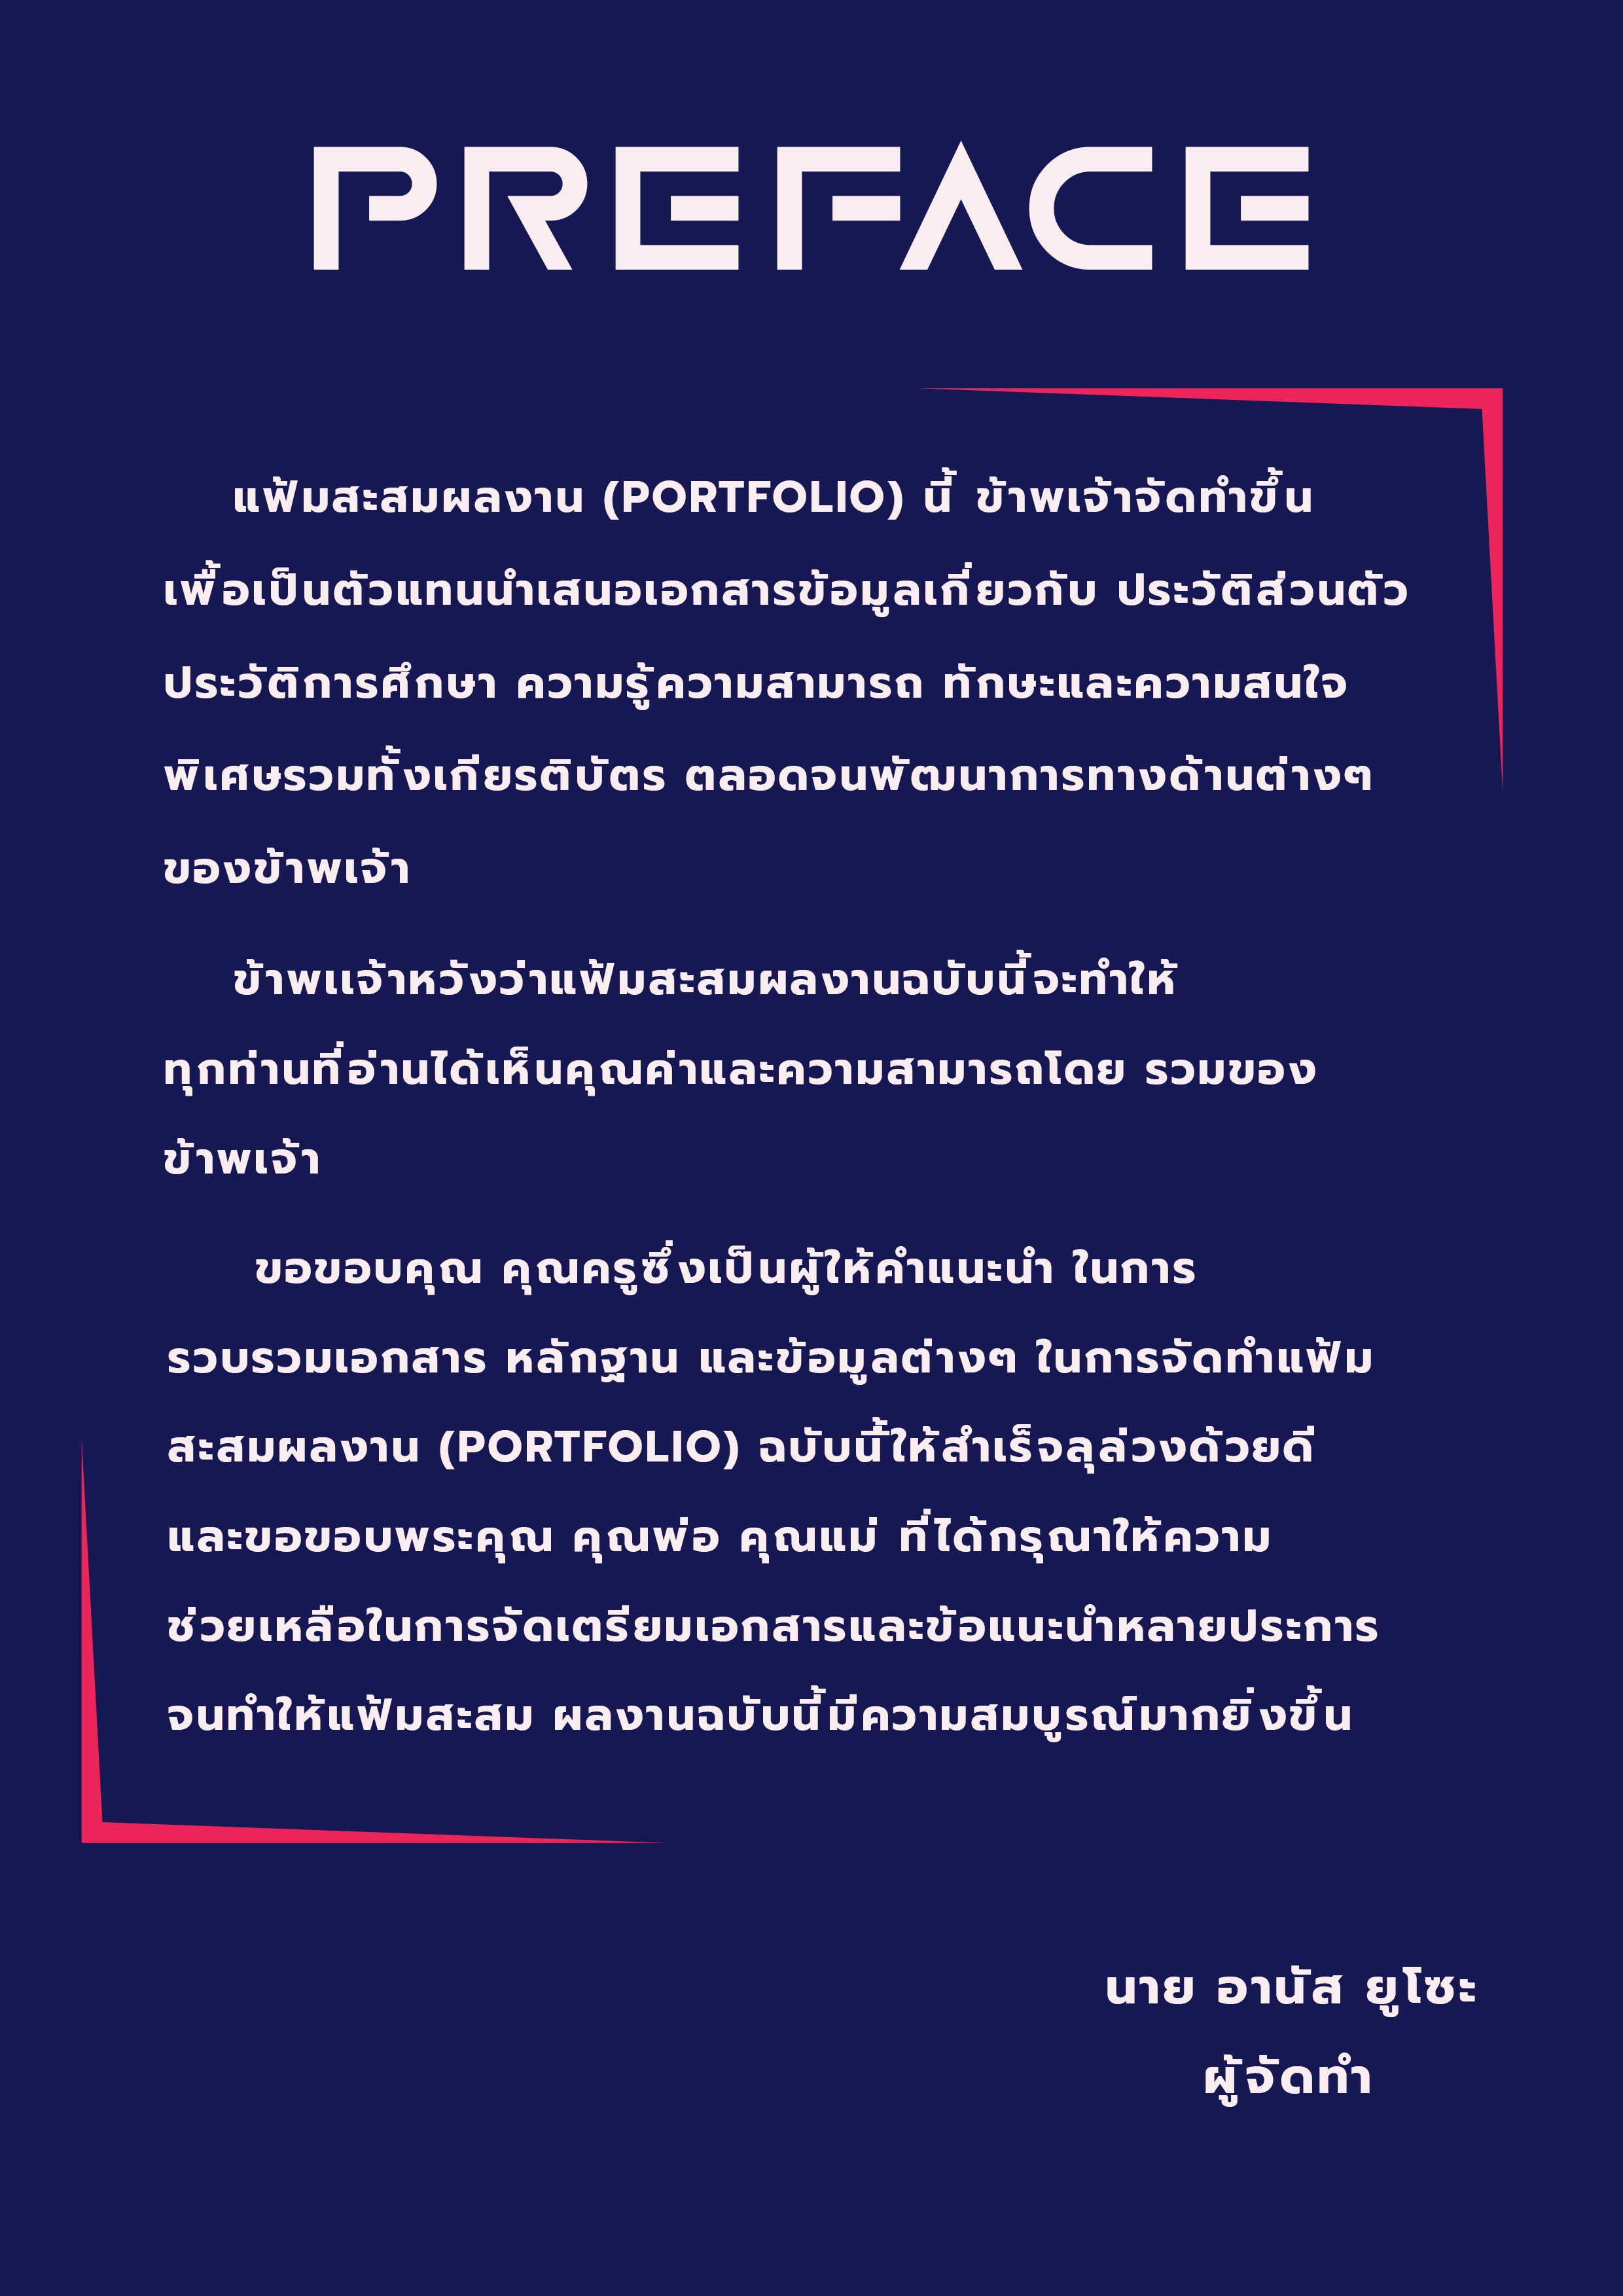 PREFACE
แฟ้มสะสมผลงาน (PORTFOLIO) นี้ ข้าพเจ้าจัดทำขึ้น
เพื้อเป็นตัวแทนนำเสนอเอกสารข้อมูลเกี่ยวกับ ประวัติส่วนตัว
ประวัติการศึกษา ความรู้ความสามารถ ทักษะและความสนใจ
พิเศษรวมทั้งเกียรติบัตร ตลอดจนพัฒนาการทางด้านต่างๆ
ของข้าพเจ้า
ข้าพแจ้าหวังว่าแฟ้มสะสมผลงานฉบับนี้จะทำให้
ทุกท่านที่อ่านได้เห็นคุณค่าและความสามารถโดย รวมของ
ข้าพเจ้า
ขอขอบคุณ คุณครูซึ่งเป็นผู้ให้คำแนะนำ ในการ
รวบรวมเอกสาร หลักฐาน และข้อมูลต่างๆ ในการจัดทำแฟ้ม
สะสมผลงาน (PORTFOLIO) ฉบับนี้ให้สำเร็จลุล่วงด้วยดี
และขอขอบพระคุณ คุณพ่อ คุณแม่ ที่ได้กรุณาให้ความ
ช่วยเหลือในการจัดเตรียมเอกสารและข้อแนะนำหลายประการ
จนทำให้แฟ้มสะสม ผลงานฉบับนี้มีความสมบูรณ์มากยิ่งขึ้น
นาย อานัส ยูโซะ
ผู้จัดทำ